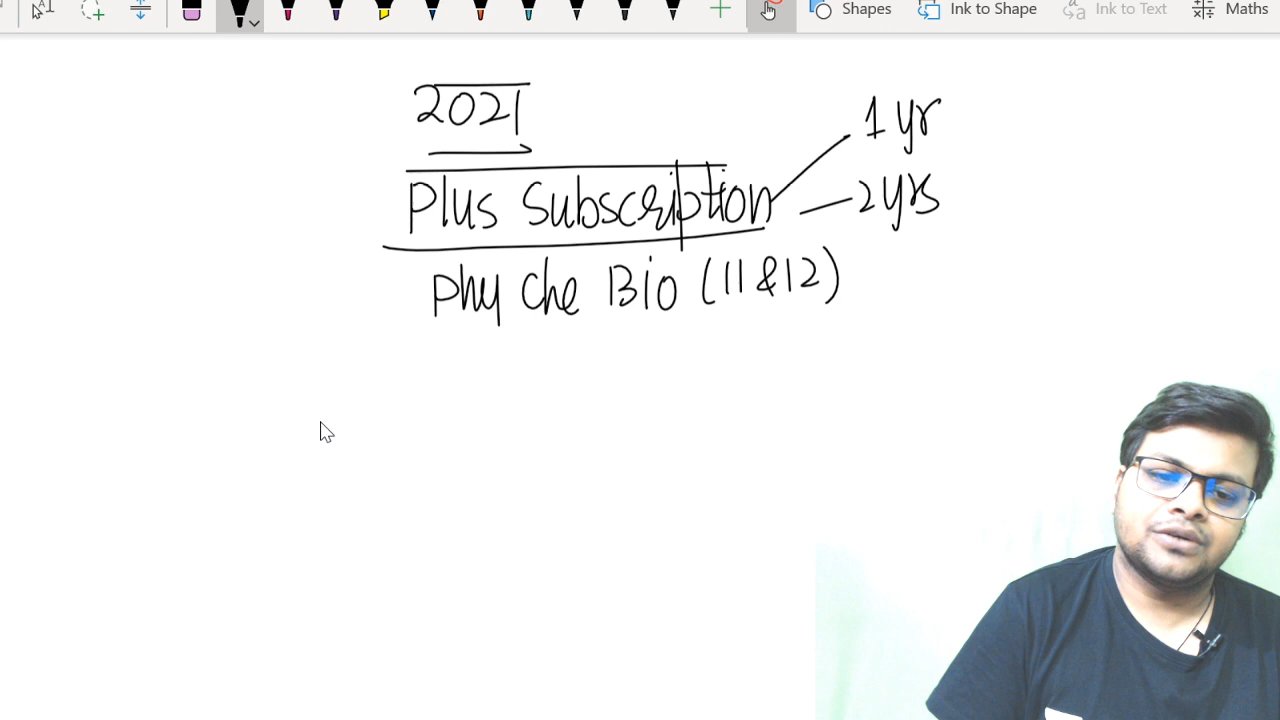 Shapes Ink to Shape Ink to Text Maths
2021
Plus Subscription
1 yr
2 yrs
Phy Che Bio (11 & 12)